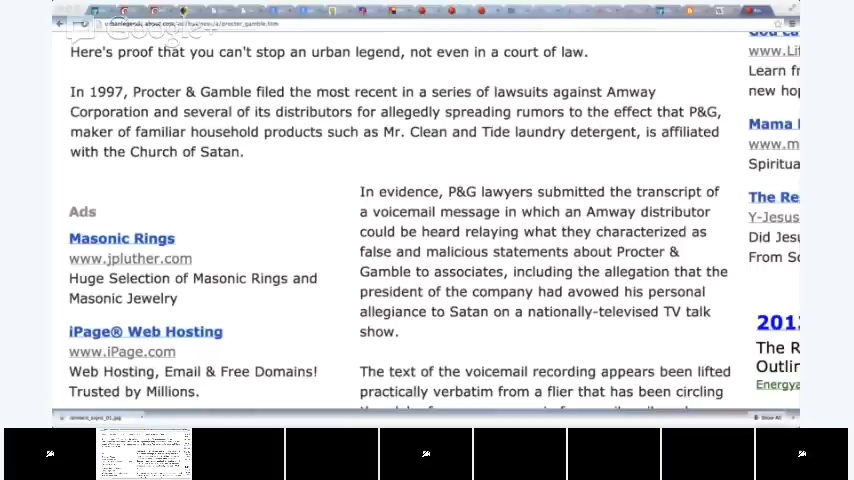 Google+
Here's proof that you can't stop an urban legend, not even in a court of law.
In 1997, Procter & Gamble filed the most recent in a series of lawsuits against Amway
Corporation and several of its distributors for allegedly spreading rumors to the effect that P&G,
maker of familiar household products such as Mr. Clean and Tide laundry detergent, is affiliated
with the Church of Satan.
Ads
Masonic Rings
www.jpluther.com
Huge Selection of Masonic Rings and
Masonic Jewelry
iPage® Web Hosting
www.iPage.com
Web Hosting, Email & Free Domains!
Trusted by Millions.
In evidence, P&G lawyers submitted the transcript of
a voicemail message in which an Amway distributor
could be heard relaying what they characterized as
false and malicious statements about Procter &
Gamble to associates, including the allegation that the
president of the company had avowed his personal
allegiance to Satan on a nationally-televised TV talk
show.
The text of the voicemail recording appears been lifted
practically verbatim from a flier that has been circling
www.Lif
Learn fr
new hop
Mama
www.m
Spiritua
The Re
Y-Jesus
Did Jesu
From Sc
The R
Outlin
Energya
Show All